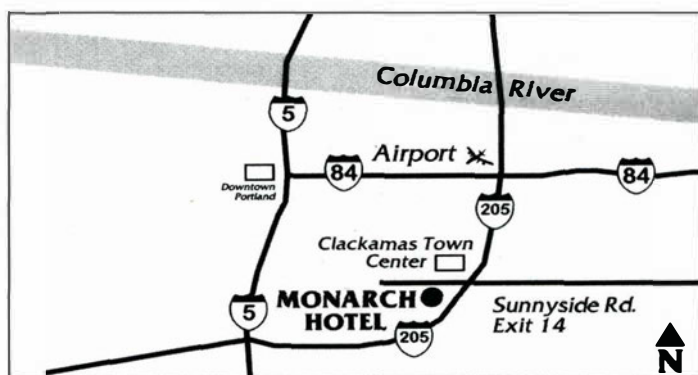 Columbia River
5
Airport
84
84
Downtown
Portland
205
Clackamas Town
Center
MONARCH
HOTEL
5
205
Sunnyside Rd.
Exit 14
N